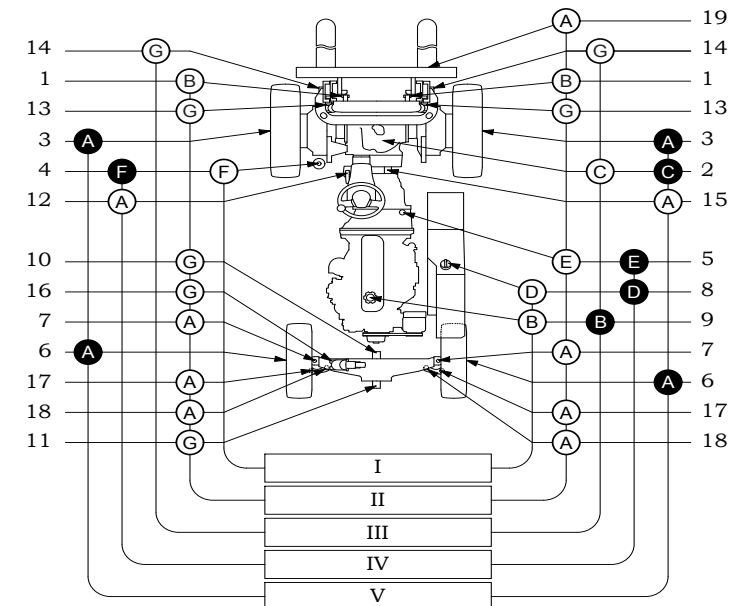 A 19
14 G G 14
1 B B 1
13 G G 13
3 A A 3
4 F F C C 2
12 A A 15
10 G E E 5
16 G D D 8
7 A B B 9
6 A A 7
17 A A 6
18 A A 17
11 G A 18
I
II
III
IV
V